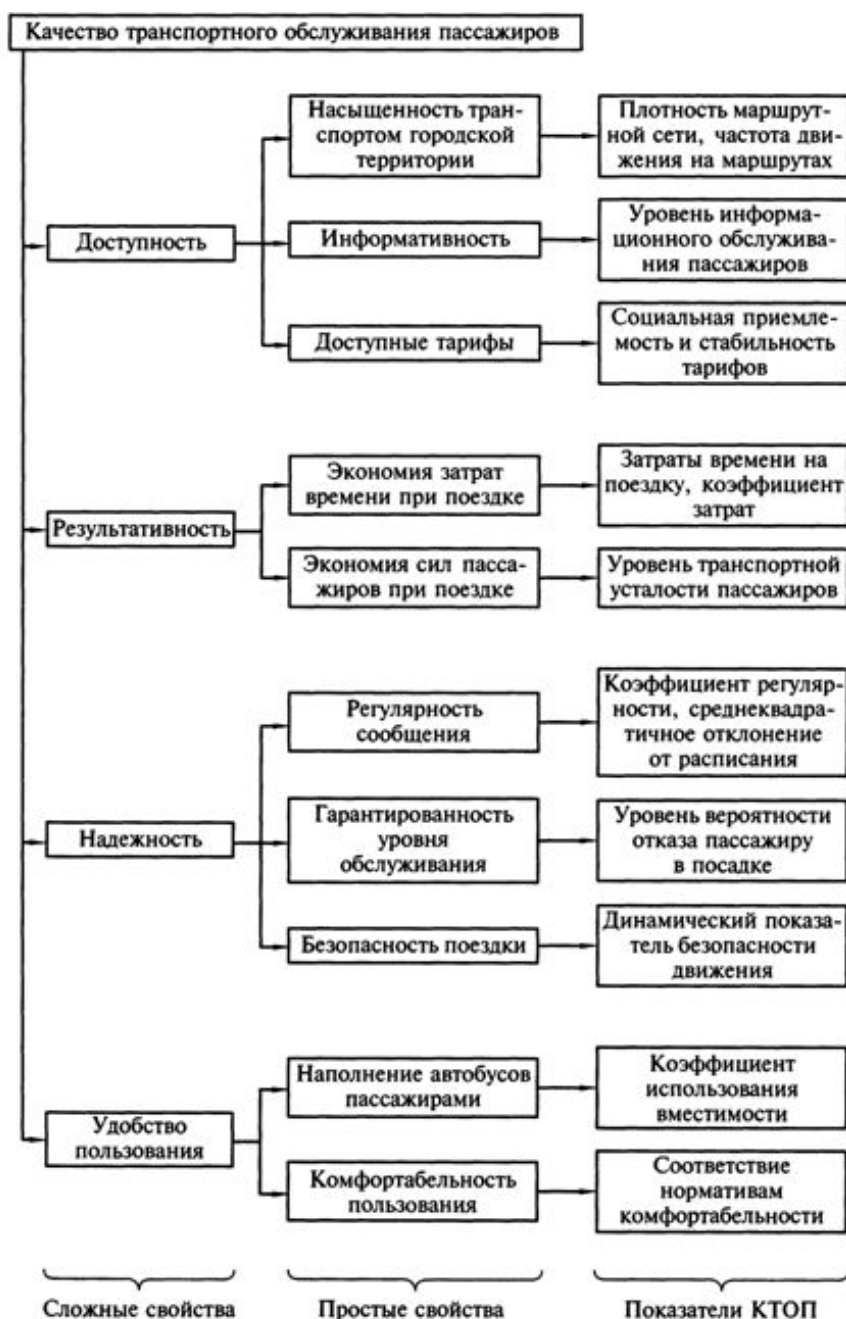 Качество транспортного обслуживания пассажиров
Насыщенность тран-
спортом городской
территории
Плотность маршрут-
ной сети, частота дви-
жения на маршрутах
Доступность
Информативность
Уровень информа-
ционного обслужива-
ния пассажиров
Доступные тарифы
Социальная приемле-
мость и стабильность
тарифов
Результативность
Экономия затрат
времени при поездке
Затраты времени на
поездку, коэффициент
затрат
Экономия сил пасса-
жиров при поездке
Уровень транспортной
усталости пассажиров
Надежность
Регулярность
сообщения
Коэффициент регуляр-
ности, среднеквадра-
тичное отклонение
от расписания
Гарантированность
уровня
обслуживания
Уровень вероятности
отказа пассажиру
в посадке
Безопасность поездки
Динамический показа-
тель безопасности
движения
Удобство
пользования
Наполнение автобусов
пассажирами
Коэффициент
использования
вместимости
Комфортабельность
пользования
Соответствие
нормативам
комфортабельности
Сложные свойства
Простые свойства
Показатели КТОП